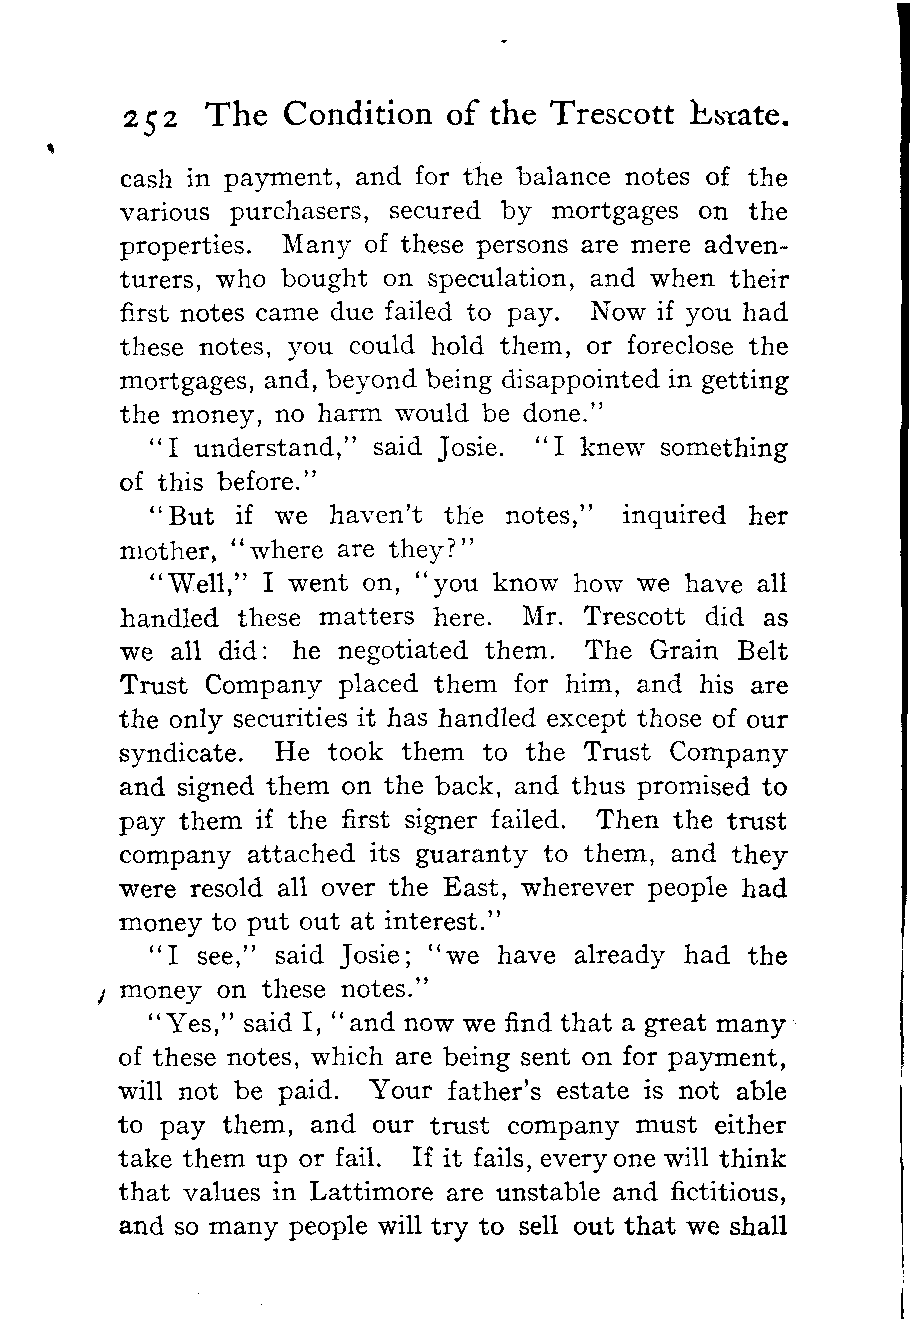 252 The Condition of the Trescott Estate.
cash in payment, and for the balance notes of the
various purchasers, secured by mortgages on the
properties. Many of these persons are mere adven-
turers, who bought on speculation, and when their
first notes came due failed to pay. Now if you had
these notes, you could hold them, or foreclose the
mortgages, and, beyond being disappointed in getting
the money, no harm would be done."
"I understand," said Josie. "I knew something
of this before."
"But if we haven't the notes," inquired her
mother, "where are they?"
"Well," I went on, "you know how we have all
handled these matters here. Mr. Trescott did as
we all did: he negotiated them. The Grain Belt
Trust Company placed them for him, and his are
the only securities it has handled except those of our
syndicate. He took them to the Trust Company
and signed them on the back, and thus promised to
pay them if the first signer failed. Then the trust
company attached its guaranty to them, and they
were resold all over the East, wherever people had
money to put out at interest."
"I see," said Josie; "we have already had the
money on these notes."
"Yes," said I, "and now we find that a great many
of these notes, which are being sent on for payment,
will not be paid. Your father's estate is not able
to pay them, and our trust company must either
take them up or fail. If it fails, every one will think
that values in Lattimore are unstable and fictitious,
and so many people will try to sell out that we shall